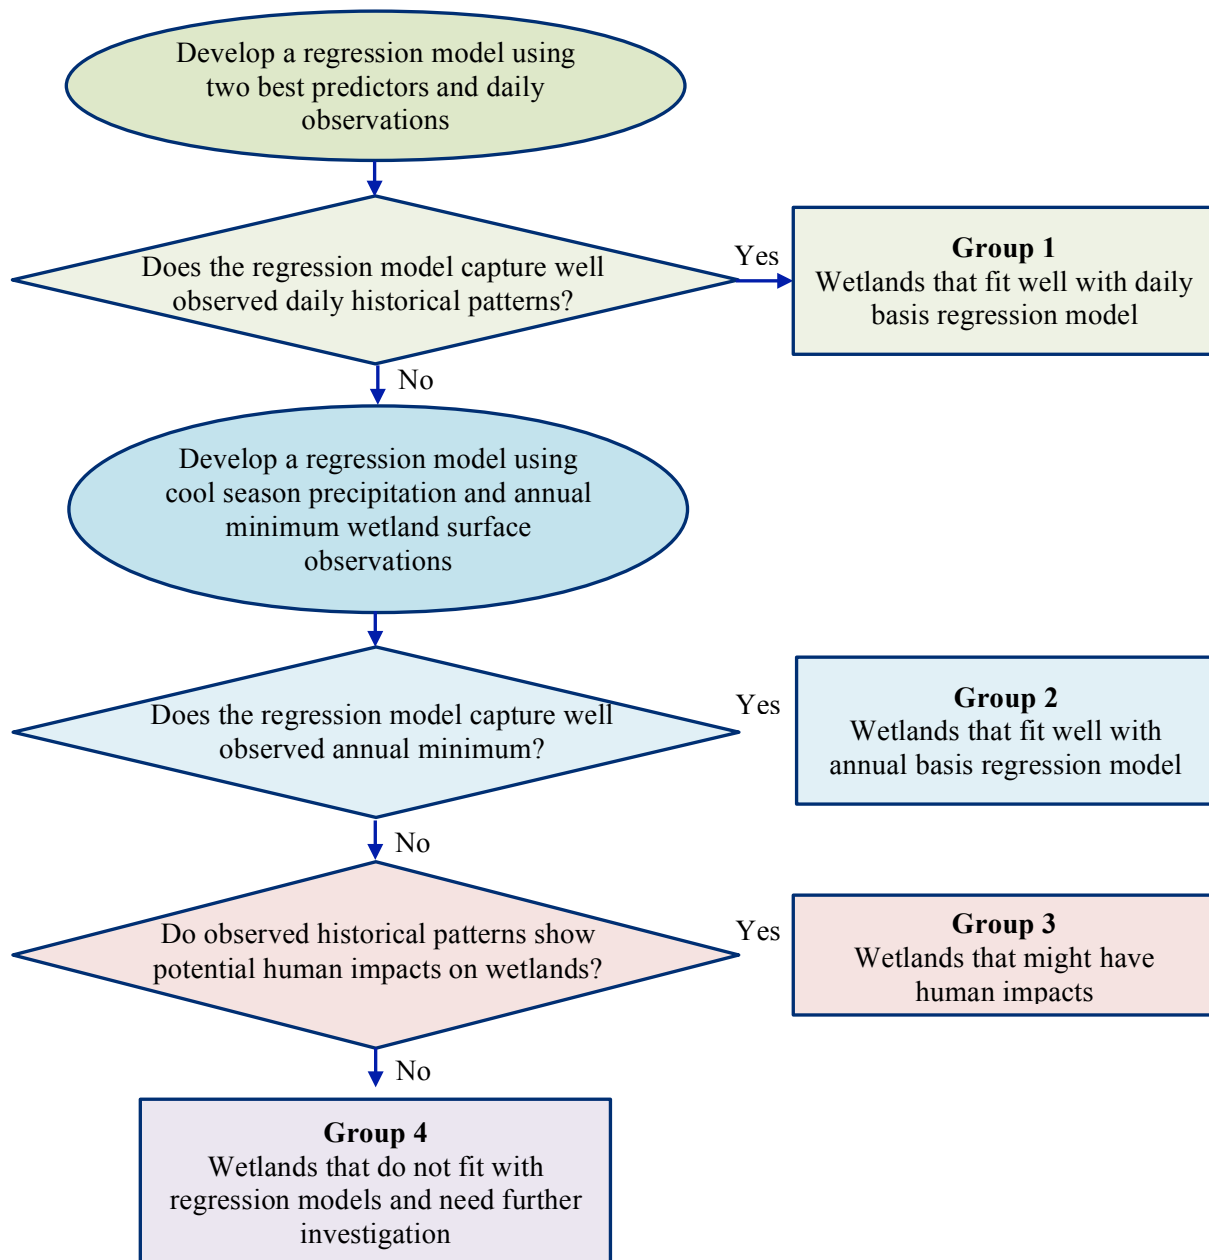 Develop a regression model using
two best predictors and daily
observations
Does the regression model capture well
observed daily historical patterns?
Yes
Group 1
Wetlands that fit well with daily
basis regression model
No
Develop a regression model using
cool season precipitation and annual
minimum wetland surface
observations
Does the regression model capture well
observed annual minimum?
Yes
Group 2
Wetlands that fit well with
annual basis regression model
No
Do observed historical patterns show
potential human impacts on wetlands?
Yes
Group 3
Wetlands that might have
human impacts
No
Group 4
Wetlands that do not fit with
regression models and need further
investigation